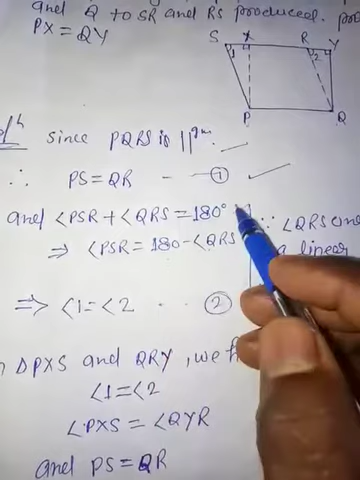 and Q to SR and RS produced. pro
PX = QY
S X R Y
1 2
P Q
since PQRS is ||gm.
∴ PS = QR - ①
and ∠PSR + ∠QRS = 180° ∵ ∠QRS and
⇒ ∠PSR = 180 - ∠QRS a linear
⇒ ∠1 = ∠2 ②
ΔPXS and QRY, we h
∠1 = ∠2
∠PXS = ∠QYR
and PS = QR